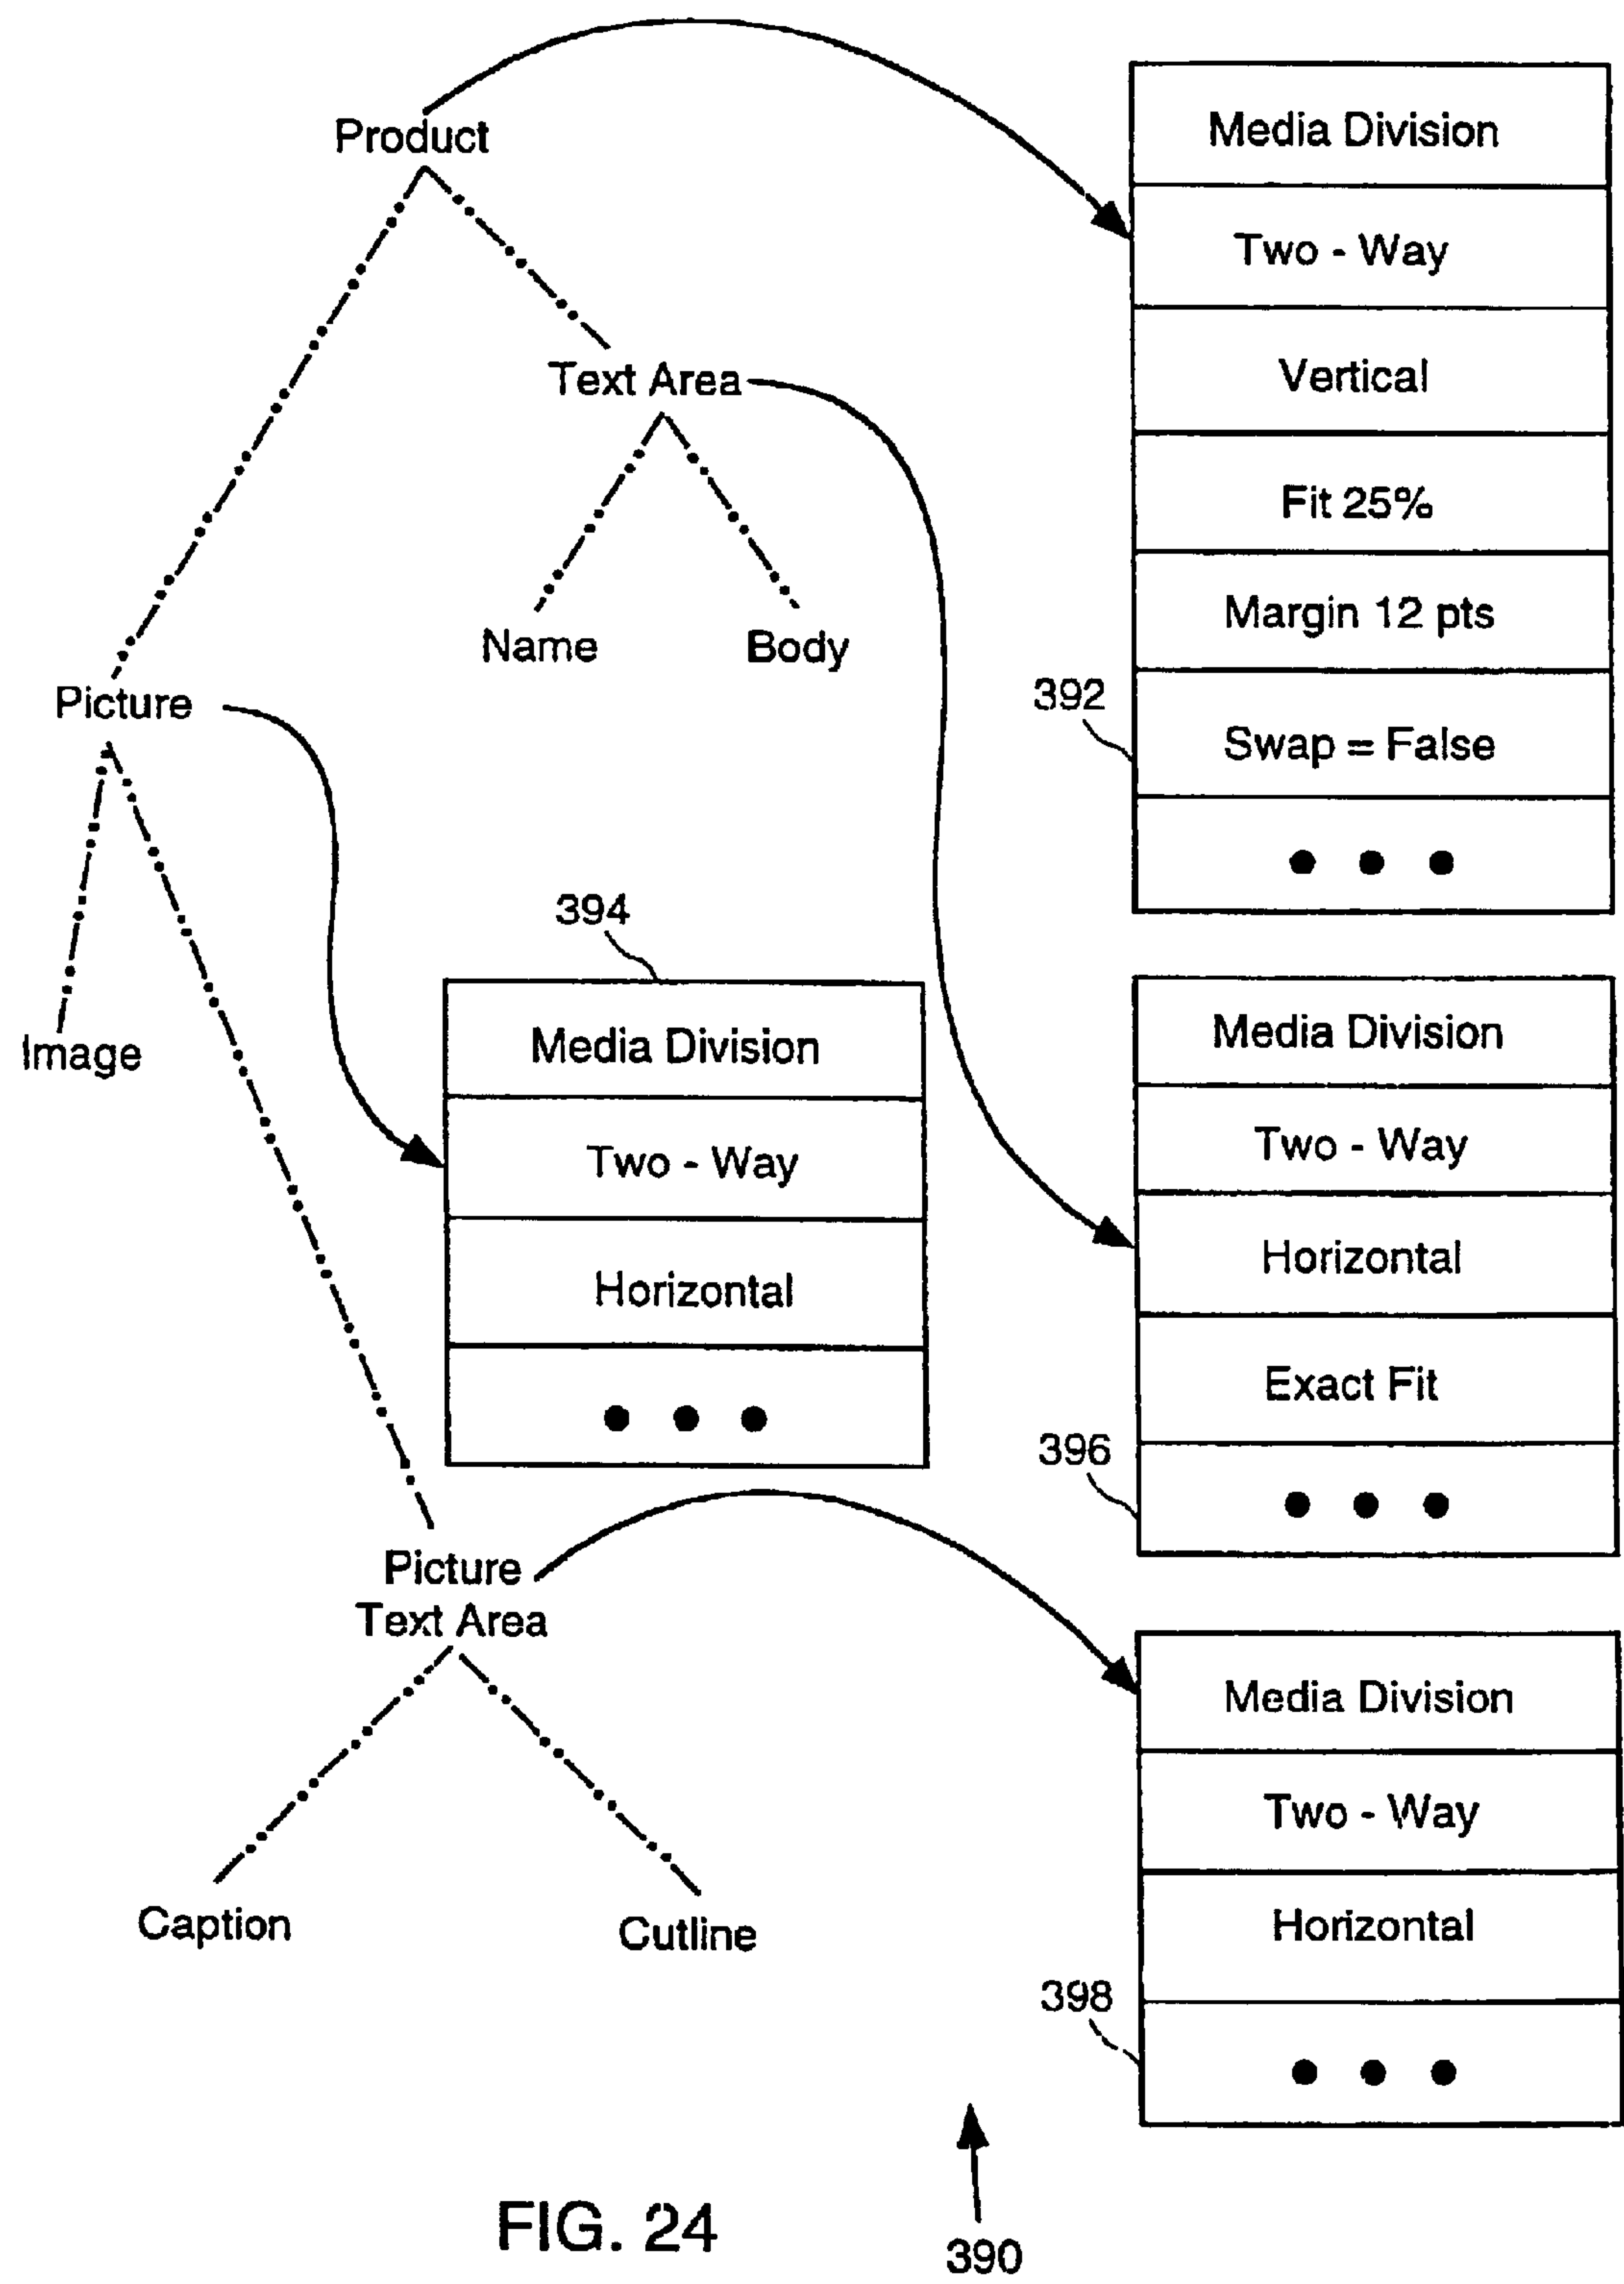 Product
Text Area
Name
Body
Picture
Image
Picture
Text Area
Caption
Cutline
Media Division
Two - Way
Vertical
Fit 25%
Margin 12 pts
392
Swap = False
• • •
394
Media Division
Two - Way
Horizontal
• • •
Media Division
Two - Way
Horizontal
Exact Fit
396
• • •
Media Division
Two - Way
Horizontal
398
• • •
FIG. 24
390